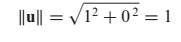 ‖u‖ = √1² + 0² = 1